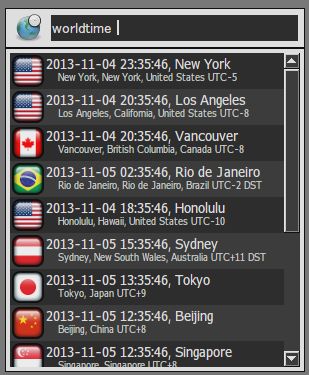 worldtime
2013-11-04 23:35:46, New York
New York, New York, United States UTC-5
2013-11-04 20:35:46, Los Angeles
Los Angeles, California, United States UTC-8
2013-11-04 20:35:46, Vancouver
Vancouver, British Columbia, Canada UTC-8
2013-11-05 02:35:46, Rio de Janeiro
Rio de Janeiro, Rio de Janeiro, Brazil UTC-2 DST
2013-11-04 18:35:46, Honolulu
Honolulu, Hawaii, United States UTC-10
2013-11-05 15:35:46, Sydney
Sydney, New South Wales, Australia UTC+11 DST
2013-11-05 13:35:46, Tokyo
Tokyo, Japan UTC+9
2013-11-05 12:35:46, Beijing
Beijing, China UTC+8
2013-11-05 12:35:46, Singapore
Singapore, Singapore UTC+8